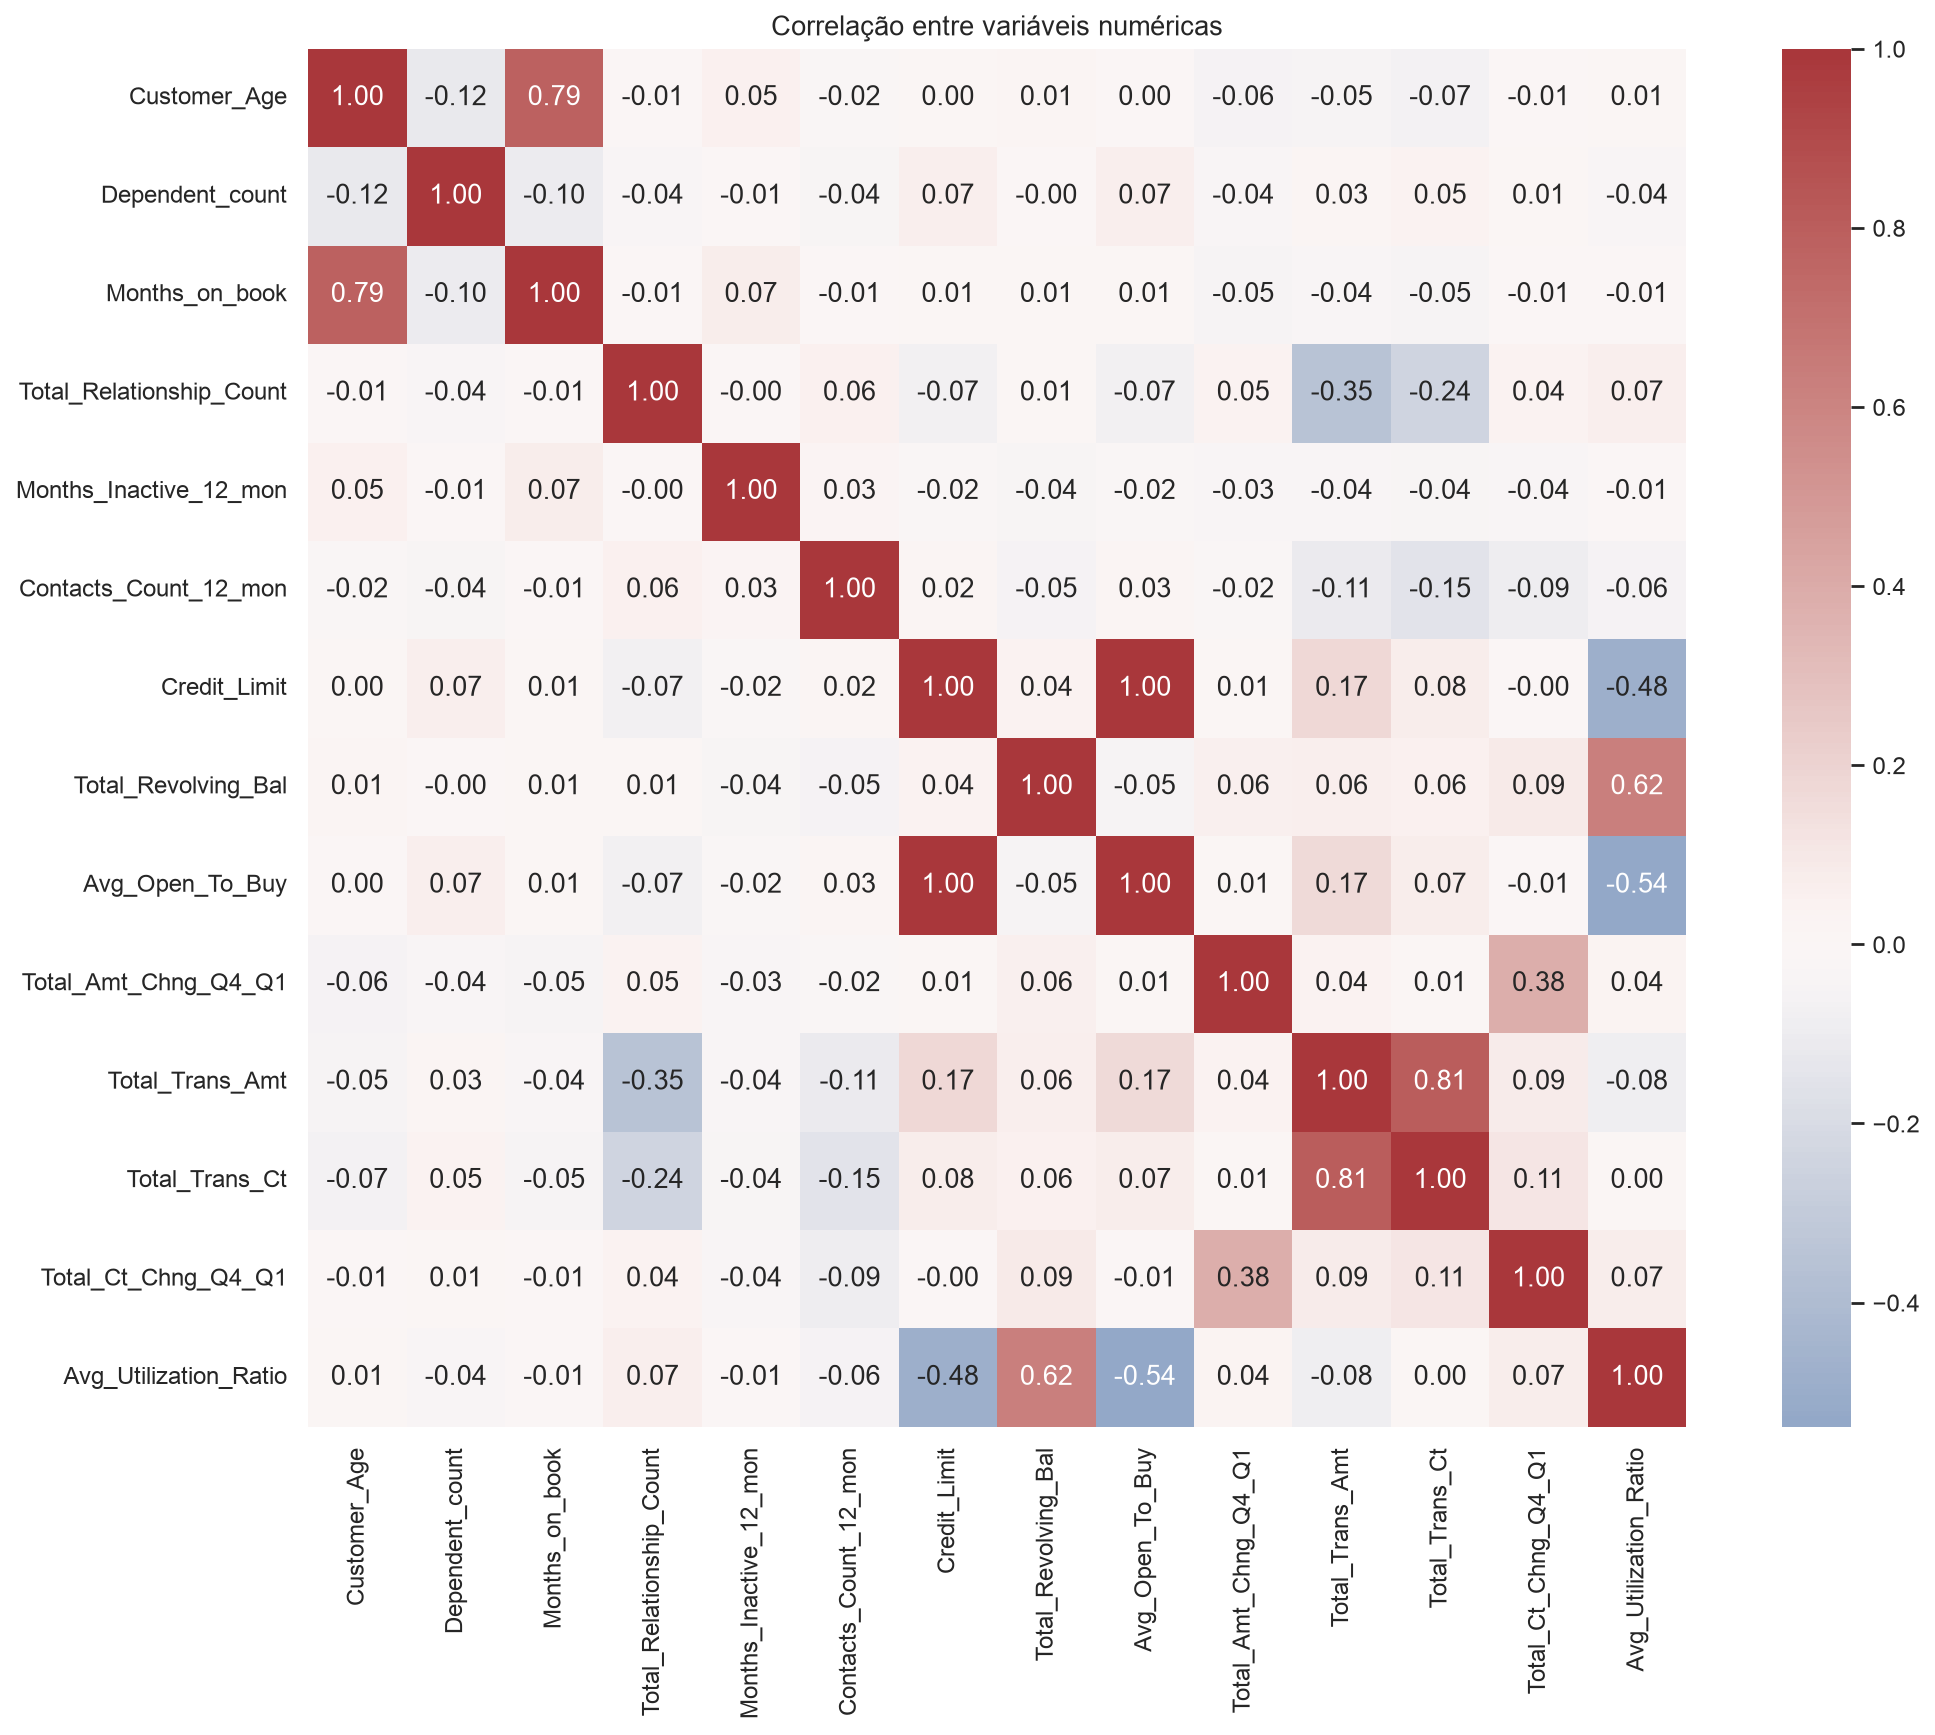 Correlação entre variáveis numéricas
Customer_Age 1.00 -0.12 0.79 -0.01 0.05 -0.02 0.00 0.01 0.00 -0.06 -0.05 -0.07 -0.01 0.01
Dependent_count -0.12 1.00 -0.10 -0.04 -0.01 -0.04 0.07 -0.00 0.07 -0.04 0.03 0.05 0.01 -0.04
Months_on_book 0.79 -0.10 1.00 -0.01 0.07 -0.01 0.01 0.01 0.01 -0.05 -0.04 -0.05 -0.01 -0.01
Total_Relationship_Count -0.01 -0.04 -0.01 1.00 -0.00 0.06 -0.07 0.01 -0.07 0.05 -0.35 -0.24 0.04 0.07
Months_Inactive_12_mon 0.05 -0.01 0.07 -0.00 1.00 0.03 -0.02 -0.04 -0.02 -0.03 -0.04 -0.04 -0.04 -0.01
Contacts_Count_12_mon -0.02 -0.04 -0.01 0.06 0.03 1.00 0.02 -0.05 0.03 -0.02 -0.11 -0.15 -0.09 -0.06
Credit_Limit 0.00 0.07 0.01 -0.07 -0.02 0.02 1.00 0.04 1.00 0.01 0.17 0.08 -0.00 -0.48
Total_Revolving_Bal 0.01 -0.00 0.01 0.01 -0.04 -0.05 0.04 1.00 -0.05 0.06 0.06 0.06 0.09 0.62
Avg_Open_To_Buy 0.00 0.07 0.01 -0.07 -0.02 0.03 1.00 -0.05 1.00 0.01 0.17 0.07 -0.01 -0.54
Total_Amt_Chng_Q4_Q1 -0.06 -0.04 -0.05 0.05 -0.03 -0.02 0.01 0.06 0.01 1.00 0.04 0.01 0.38 0.04
Total_Trans_Amt -0.05 0.03 -0.04 -0.35 -0.04 -0.11 0.17 0.06 0.17 0.04 1.00 0.81 0.09 -0.08
Total_Trans_Ct -0.07 0.05 -0.05 -0.24 -0.04 -0.15 0.08 0.06 0.07 0.01 0.81 1.00 0.11 0.00
Total_Ct_Chng_Q4_Q1 -0.01 0.01 -0.01 0.04 -0.04 -0.09 -0.00 0.09 -0.01 0.38 0.09 0.11 1.00 0.07
Avg_Utilization_Ratio 0.01 -0.04 -0.01 0.07 -0.01 -0.06 -0.48 0.62 -0.54 0.04 -0.08 0.00 0.07 1.00
Customer_Age
Dependent_count
Months_on_book
Total_Relationship_Count
Months_Inactive_12_mon
Contacts_Count_12_mon
Credit_Limit
Total_Revolving_Bal
Avg_Open_To_Buy
Total_Amt_Chng_Q4_Q1
Total_Trans_Amt
Total_Trans_Ct
Total_Ct_Chng_Q4_Q1
Avg_Utilization_Ratio
1.0
0.8
0.6
0.4
0.2
0.0
−0.2
−0.4